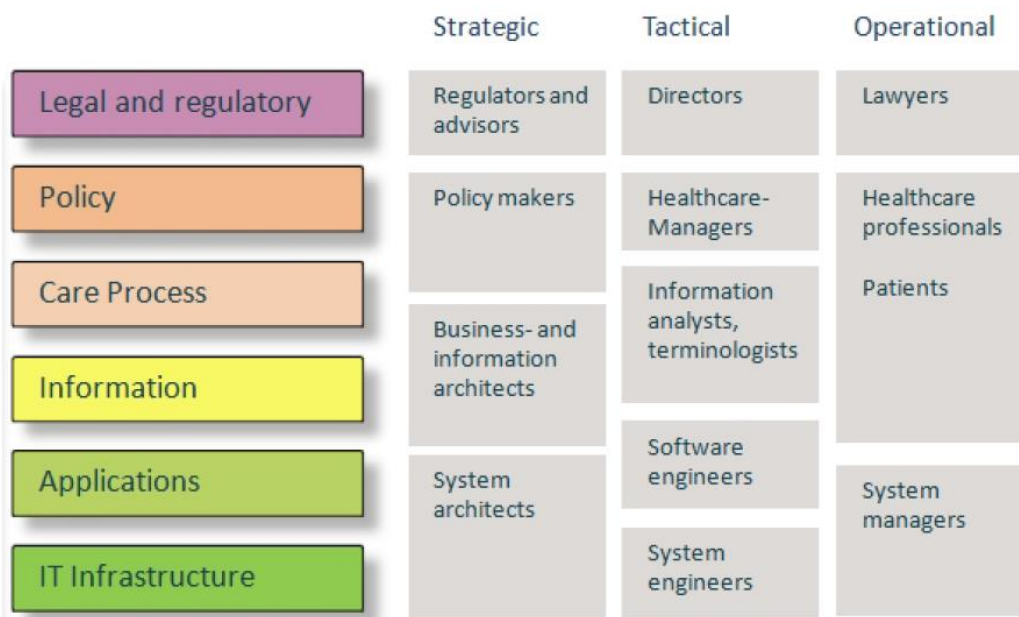 Strategic
Tactical
Operational
Legal and regulatory
Regulators and
advisors
Directors
Lawyers
Policy
Policy makers
Healthcare-
Managers
Healthcare
professionals
Patients
Care Process
Information
analysts,
terminologists
Business- and
information
architects
Information
Software
engineers
Applications
System
architects
System
managers
System
engineers
IT Infrastructure